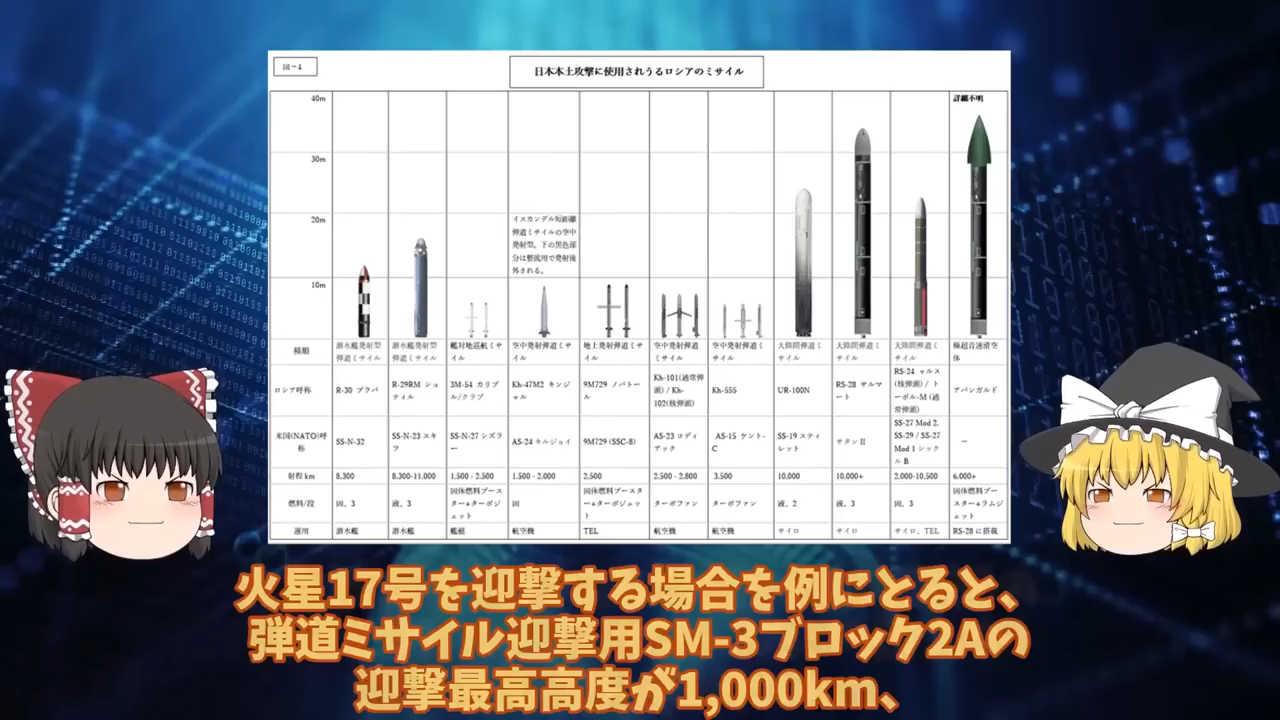 図－4
日本本土攻撃に使用されうるロシアのミサイル
40m
30m
20m
10m
詳細不明
イスカンデル短距離
弾道ミサイルの空中
発射型。下の黒色部
分は整流用で発射後
外される。
種類
潜水艦発射型
弾道ミサイル
潜水艦発射型
弾道ミサイル
艦対地巡航ミサ
イル
空中発射弾道ミサ
イル
地上発射弾道ミサ
イル
空中発射弾道ミ
サイル
空中発射弾道ミ
サイル
大陸間弾道ミ
サイル
大陸間弾道ミ
サイル
大陸間弾道ミ
サイル
極超音速滑空
体
ロシア呼称
R-30 ブラバ
R-29RM シュ
ティル
3M-54 カリブ
ル/クラブ
Kh-47M2 キンジ
ャル
9M729 ノバトー
ル
Kh-101(通常弾
頭) / Kh-
102(核弾頭)
Kh-555
UR-100N
RS-28 サルマ
ート
RS-24 ヤルス
(核弾頭) / ト
ーポル-M (通
常弾頭)
アバンガルド
米国(NATO)呼
称
SS-N-32
SS-N-23 スキ
フ
SS-N-27 シズラ
ー
AS-24 キルジョイ
9M729 (SSC-8)
AS-23 コディ
アック
AS-15 ケント-
C
SS-19 スティ
レット
サタンⅡ
SS-27 Mod 2.
SS-29 / SS-27
Mod 1 シック
ル B
--
射程 km
8.300
8.300-11.000
1.500 - 2.500
1.500 - 2.000
2.500
2.500 - 2.800
3.500
10.000
10.000+
2.000-10.500
6.000+
燃料/段
固、3
液、3
固体燃料ブース
ター+ターボジ
ェット
固
固体燃料ブースタ
ー+ターボジェッ
ト
ターボファン
ターボファン
液、2
液、3
固、3
固体燃料ブー
スター+ラムジ
ェット
運用
潜水艦
潜水艦
艦艇
航空機
TEL
航空機
航空機
サイロ
サイロ
サイロ、TEL
RS-28 に搭載
火星17号を迎撃する場合を例にとると、
弾道ミサイル迎撃用SM-3ブロック2Aの
迎撃最高高度が1,000km、